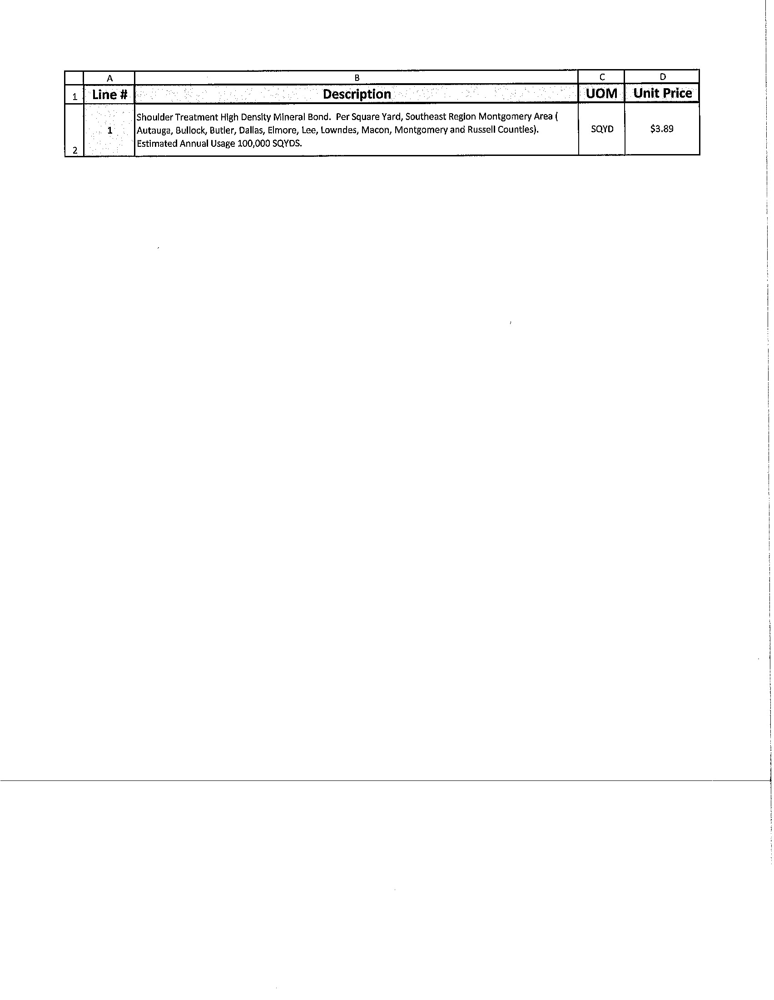 A B C D
1 Line # Description UOM Unit Price
Shoulder Treatment High Density Mineral Bond. Per Square Yard, Southeast Region Montgomery Area (
1 Autauga, Bullock, Butler, Dallas, Elmore, Lee, Lowndes, Macon, Montgomery and Russell Counties). SQYD $3.89
Estimated Annual Usage 100,000 SQYDS.
2